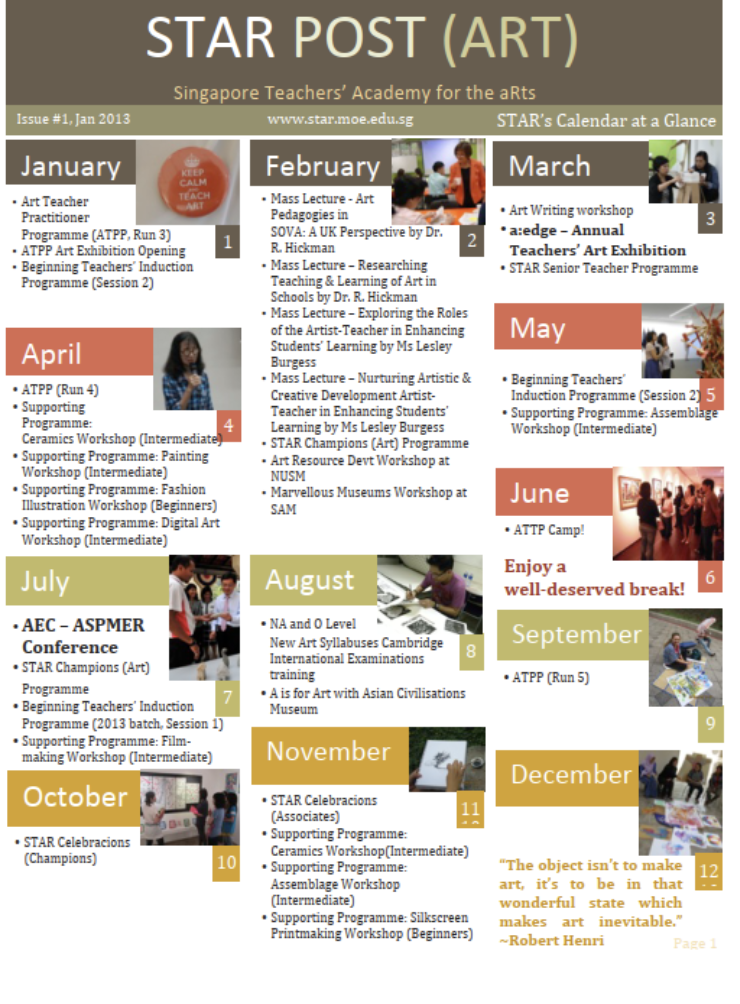 STAR POST (ART)
Singapore Teachers' Academy for the aRts
Issue #1, Jan 2013
www.star.moe.edu.sg
STAR's Calendar at a Glance
January
KEEP
CALM
and
TEACH
ART
• Art Teacher
Practitioner
Programme (ATPP, Run 3)
• ATPP Art Exhibition Opening
• Beginning Teachers' Induction
Programme (Session 2)
1
February
• Mass Lecture - Art
Pedagogies in
SOVA: A UK Perspective by Dr.
R. Hickman
• Mass Lecture – Researching
Teaching & Learning of Art in
Schools by Dr. R. Hickman
• Mass Lecture – Exploring the Roles
of the Artist-Teacher in Enhancing
Students' Learning by Ms Lesley
Burgess
• Mass Lecture – Nurturing Artistic &
Creative Development Artist-
Teacher in Enhancing Students'
Learning by Ms Lesley Burgess
• STAR Champions (Art) Programme
• Art Resource Devt Workshop at
NUSM
• Marvellous Museums Workshop at
SAM
2
March
• Art Writing workshop
• a:edge – Annual
Teachers' Art Exhibition
• STAR Senior Teacher Programme
3
April
• ATPP (Run 4)
• Supporting
Programme:
Ceramics Workshop (Intermediate)
• Supporting Programme: Painting
Workshop (Intermediate)
• Supporting Programme: Fashion
Illustration Workshop (Beginners)
• Supporting Programme: Digital Art
Workshop (Intermediate)
4
May
• Beginning Teachers'
Induction Programme (Session 2)
• Supporting Programme: Assemblage
Workshop (Intermediate)
5
June
• ATTP Camp!
Enjoy a
well-deserved break!
6
July
• AEC – ASPMER
Conference
• STAR Champions (Art)
Programme
• Beginning Teachers' Induction
Programme (2013 batch, Session 1)
• Supporting Programme: Film-
making Workshop (Intermediate)
7
August
• NA and O Level
New Art Syllabuses Cambridge
International Examinations
training
• A is for Art with Asian Civilisations
Museum
8
September
• ATPP (Run 5)
9
October
• STAR Celebracions
(Champions)
10
November
• STAR Celebracions
(Associates)
• Supporting Programme:
Ceramics Workshop(Intermediate)
• Supporting Programme:
Assemblage Workshop
(Intermediate)
• Supporting Programme: Silkscreen
Printmaking Workshop (Beginners)
11
December
12
"The object isn't to make
art, it's to be in that
wonderful state which
makes art inevitable."
~Robert Henri
Page 1